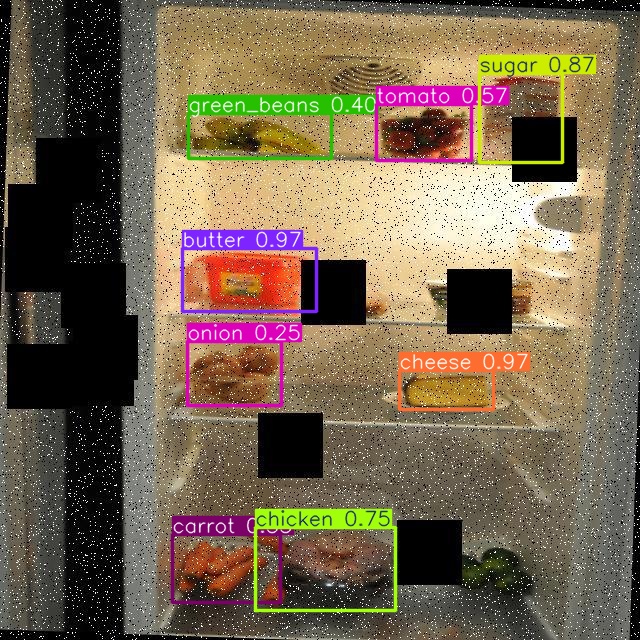 sugar 0.87
tomato 0.57
green_beans 0.40
butter 0.97
onion 0.25
cheese 0.97
chicken 0.75
carrot